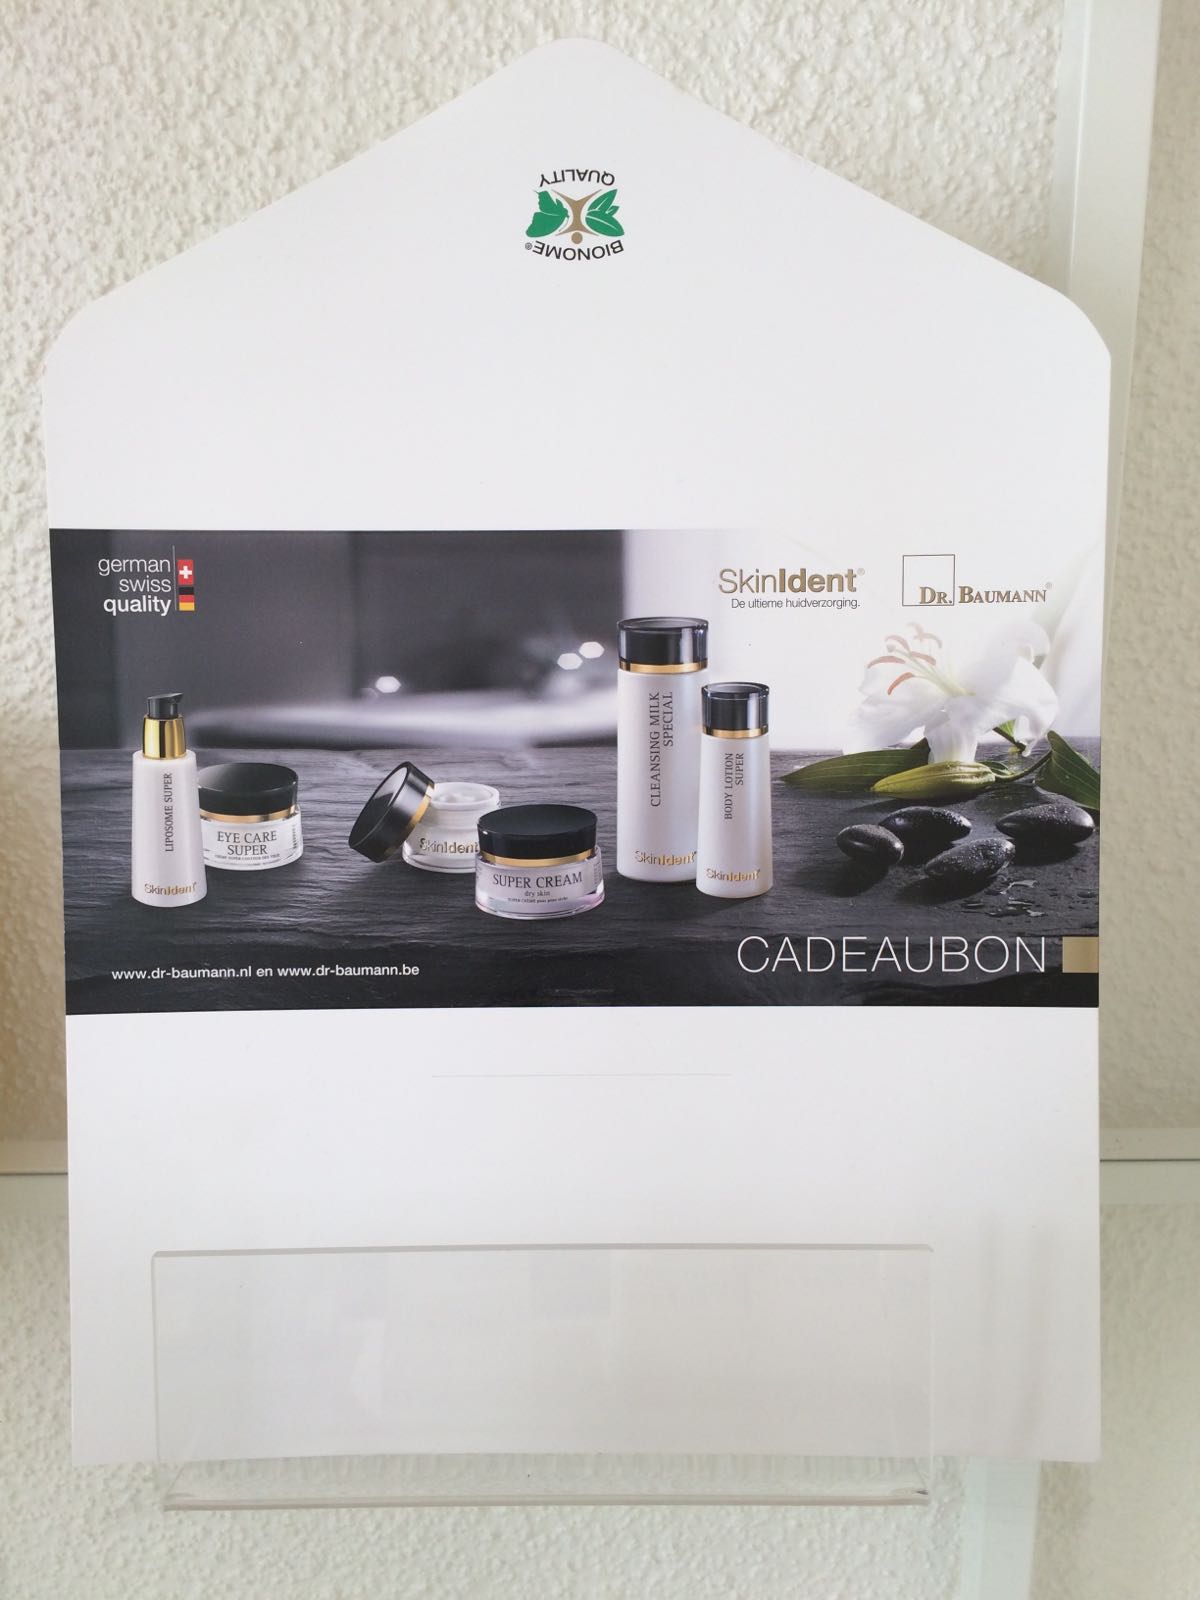 BIONOME®
QUALITY
german
swiss
quality
SkinIdent®
De ultieme huidverzorging.
DR. BAUMANN®
LIPOSOME SUPER
SkinIdent®
EYE CARE
SUPER
SkinIdent
SUPER CREAM
dry skin
CLEANSING MILK
SPECIAL
SkinIdent®
BODY LOTION
SUPER
SkinIdent®
www.dr-baumann.nl en www.dr-baumann.be
CADEAUBON